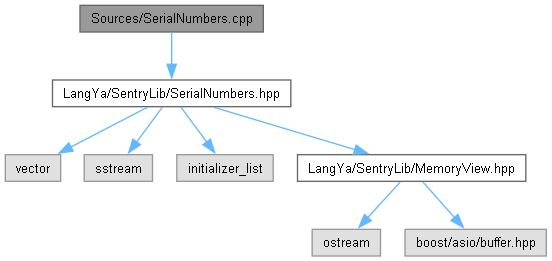 Sources/SerialNumbers.cpp
LangYa/SentryLib/SerialNumbers.hpp
vector
sstream
initializer_list
LangYa/SentryLib/MemoryView.hpp
ostream
boost/asio/buffer.hpp